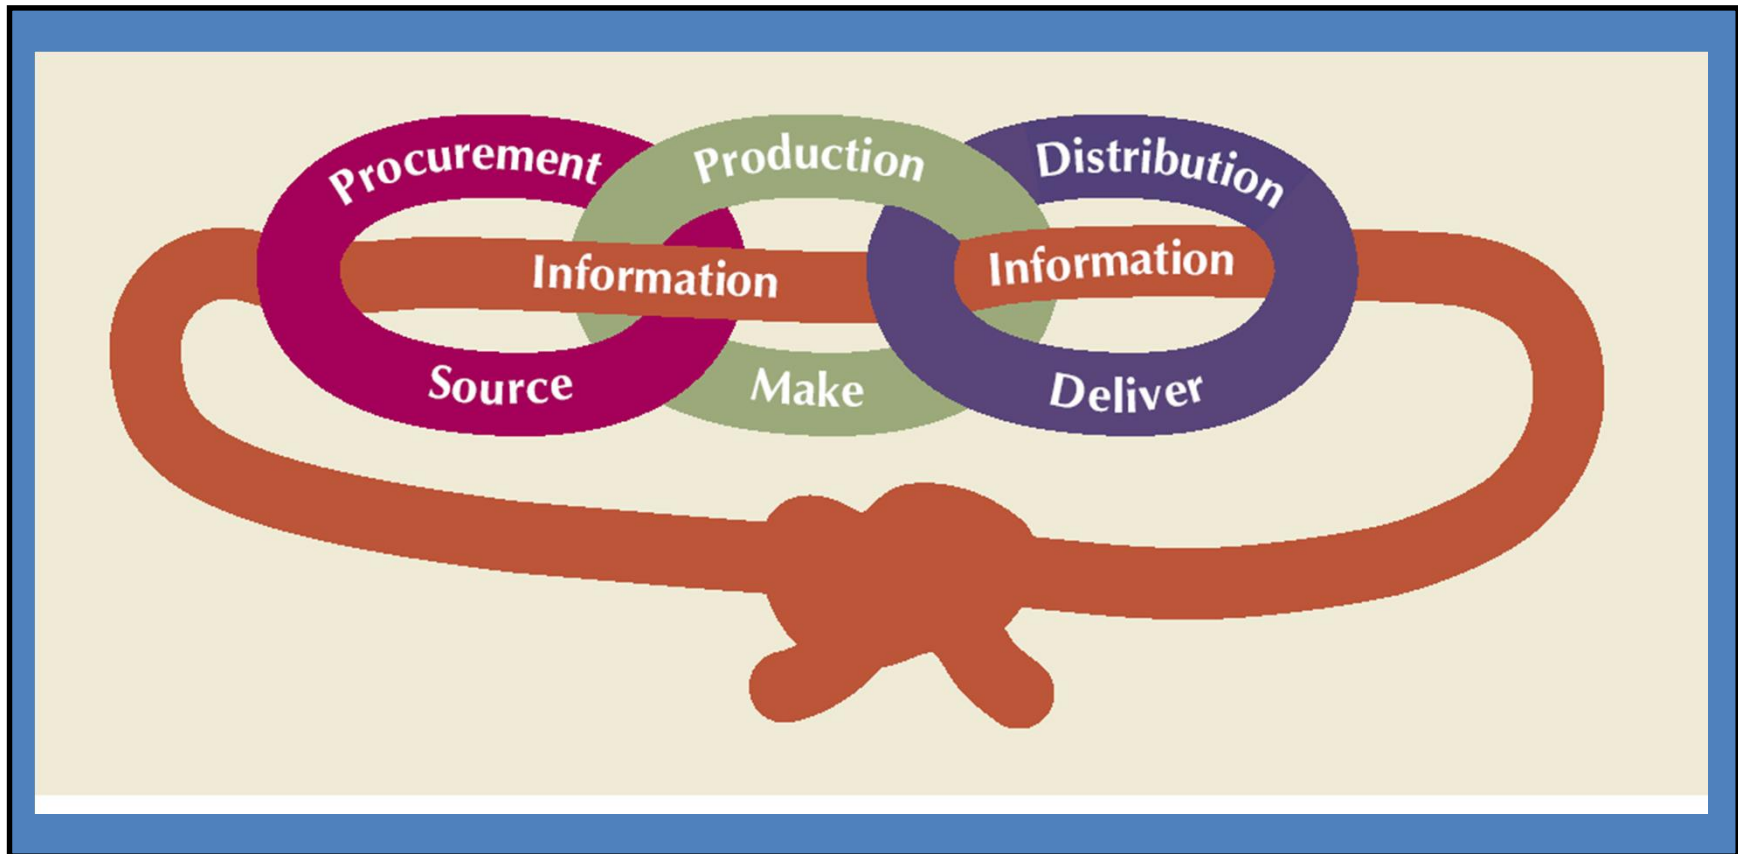 Procurement
Production
Distribution
Information
Information
Source
Make
Deliver